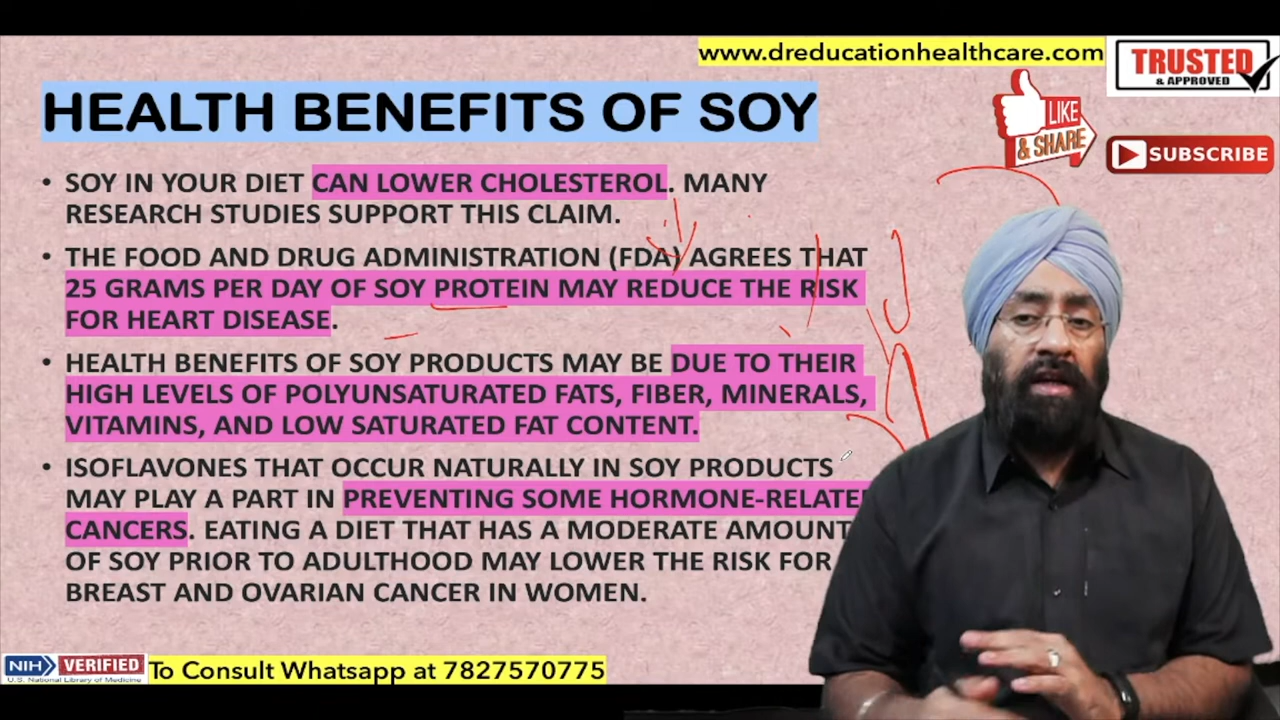 www.dreducationhealthcare.com
TRUSTED
& APPROVED
HEALTH BENEFITS OF SOY
LIKE
& SHARE
SUBSCRIBE
• SOY IN YOUR DIET CAN LOWER CHOLESTEROL. MANY
RESEARCH STUDIES SUPPORT THIS CLAIM.
• THE FOOD AND DRUG ADMINISTRATION (FDA) AGREES THAT
25 GRAMS PER DAY OF SOY PROTEIN MAY REDUCE THE RISK
FOR HEART DISEASE.
• HEALTH BENEFITS OF SOY PRODUCTS MAY BE DUE TO THEIR
HIGH LEVELS OF POLYUNSATURATED FATS, FIBER, MINERALS,
VITAMINS, AND LOW SATURATED FAT CONTENT.
• ISOFLAVONES THAT OCCUR NATURALLY IN SOY PRODUCTS
MAY PLAY A PART IN PREVENTING SOME HORMONE-RELATE
CANCERS. EATING A DIET THAT HAS A MODERATE AMOUNT
OF SOY PRIOR TO ADULTHOOD MAY LOWER THE RISK FOR
BREAST AND OVARIAN CANCER IN WOMEN.
NIH VERIFIED
U.S. National Library of Medicine
To Consult Whatsapp at 7827570775